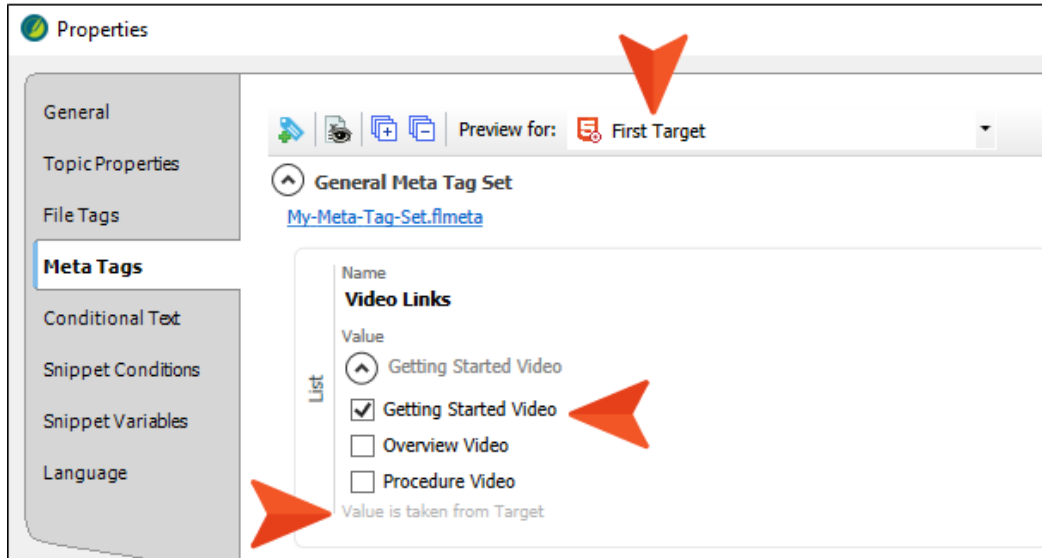 Properties
General
Topic Properties
File Tags
Meta Tags
Conditional Text
Snippet Conditions
Snippet Variables
Language
Preview for: First Target
General Meta Tag Set
My-Meta-Tag-Set.flmeta
List
Name
Video Links
Value
Getting Started Video
Getting Started Video
Overview Video
Procedure Video
Value is taken from Target